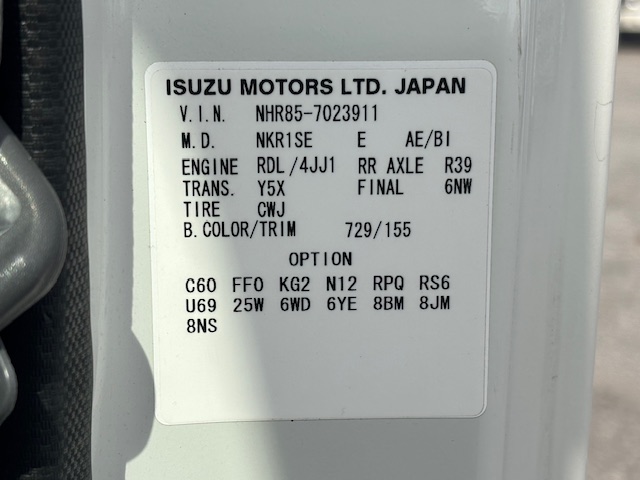 ISUZU MOTORS LTD. JAPAN
V.I.N. NHR85-7023911
M.D. NKR1SE E AE/BI
ENGINE RDL/4JJ1 RR AXLE R39
TRANS. Y5X FINAL 6NW
TIRE CWJ
B.COLOR/TRIM 729/155
OPTION
C60 FF0 KG2 N12 RPQ RS6
U69 25W 6WD 6YE 8BM 8JM
8NS